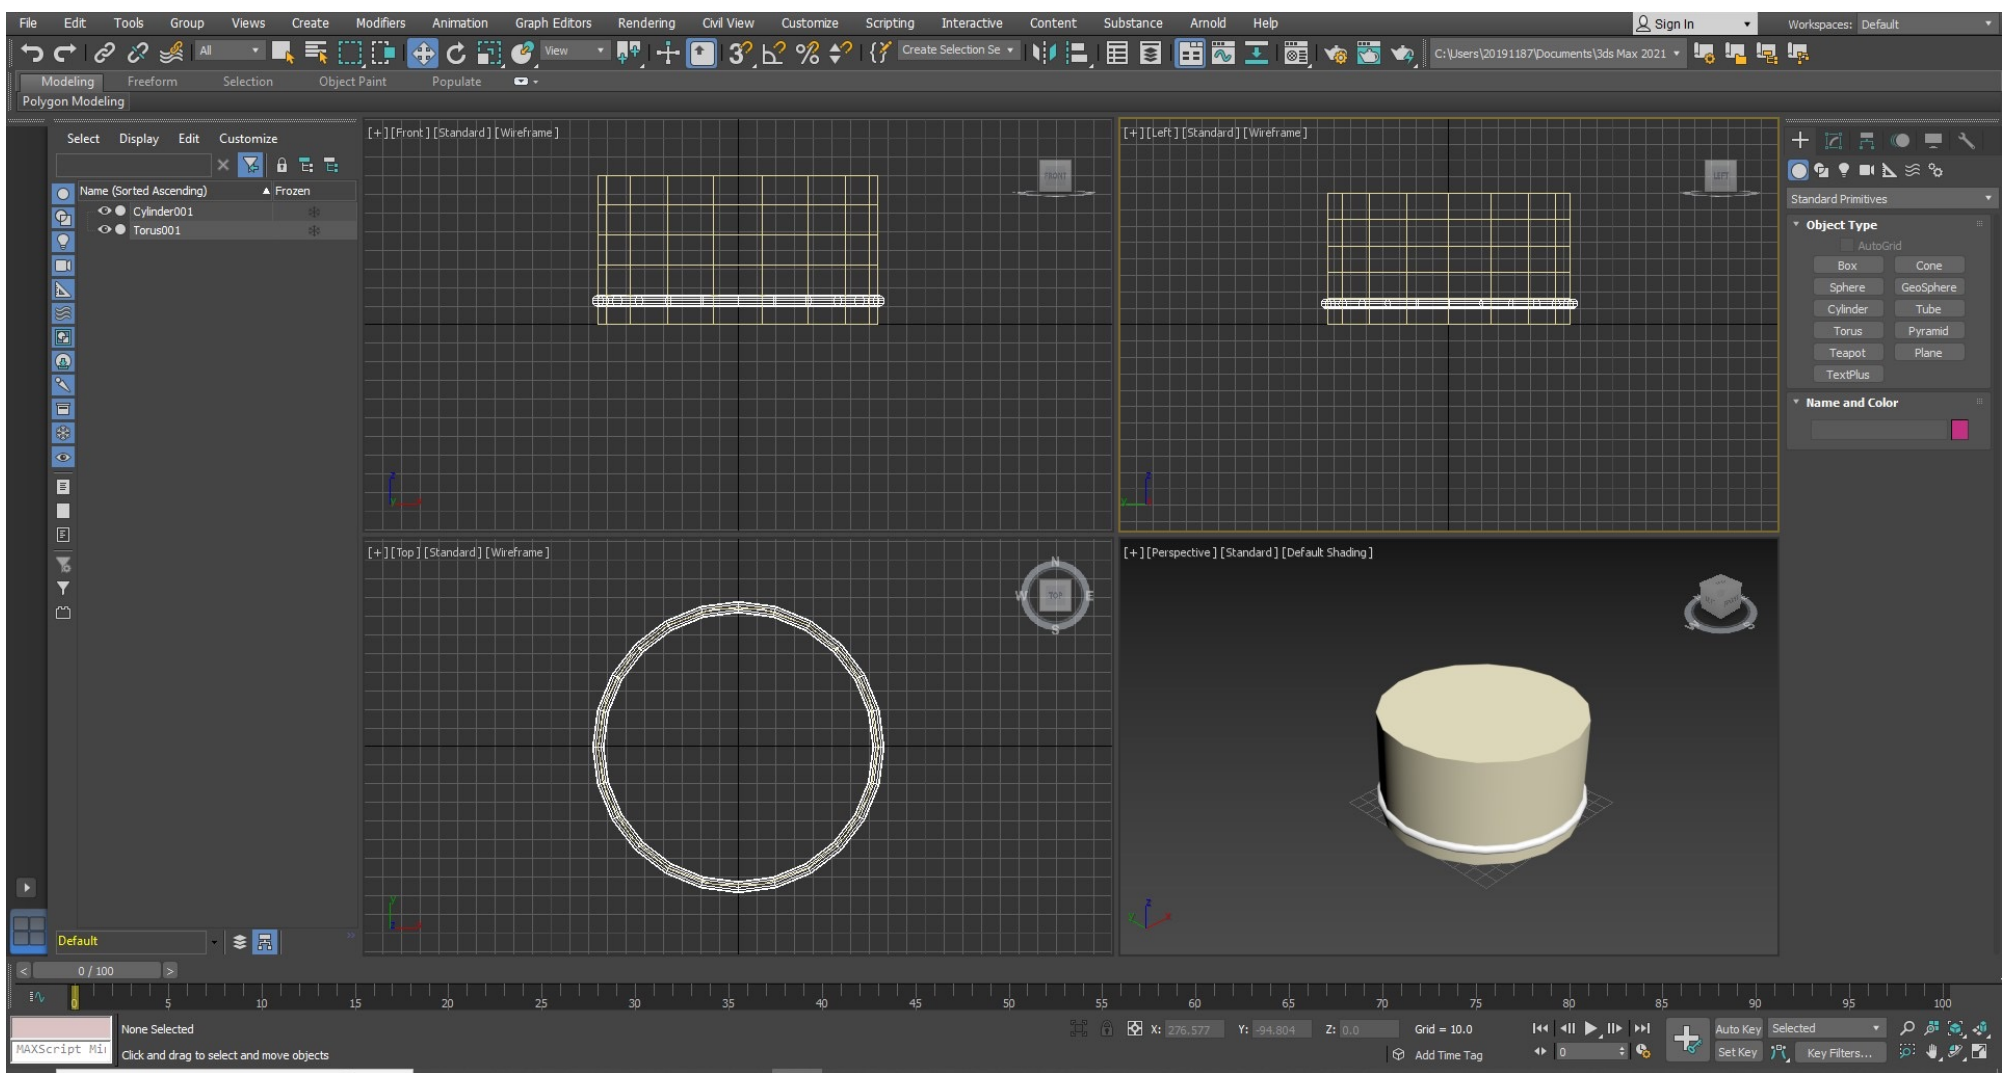 File Edit Tools Group Views Create Modifiers Animation Graph Editors Rendering Civil View Customize Scripting Interactive Content Substance Arnold Help Sign In Workspaces: Default
All View Create Selection Se C:\Users\20191187\Documents\3ds Max 2021
Modeling Freeform Selection Object Paint Populate
Polygon Modeling
Select Display Edit Customize
Name (Sorted Ascending) Frozen
Cylinder001
Torus001
[+] [Front] [Standard] [Wireframe]
FRONT
z
y x
[+] [Left] [Standard] [Wireframe]
LEFT
z
y
[+] [Top] [Standard] [Wireframe]
N
W TOP E
S
y
z x
[+] [Perspective] [Standard] [Default Shading]
W S
z
y x
Standard Primitives
Object Type
AutoGrid
Box Cone
Sphere GeoSphere
Cylinder Tube
Torus Pyramid
Teapot Plane
TextPlus
Name and Color
Default
< 0 / 100 >
0 5 10 15 20 25 30 35 40 45 50 55 60 65 70 75 80 85 90 95 100
None Selected X: 276.577 Y: -94.804 Z: 0.0 Grid = 10.0 Auto Key Selected
MAXScript Mi Click and drag to select and move objects Add Time Tag 0 Set Key Key Filters...